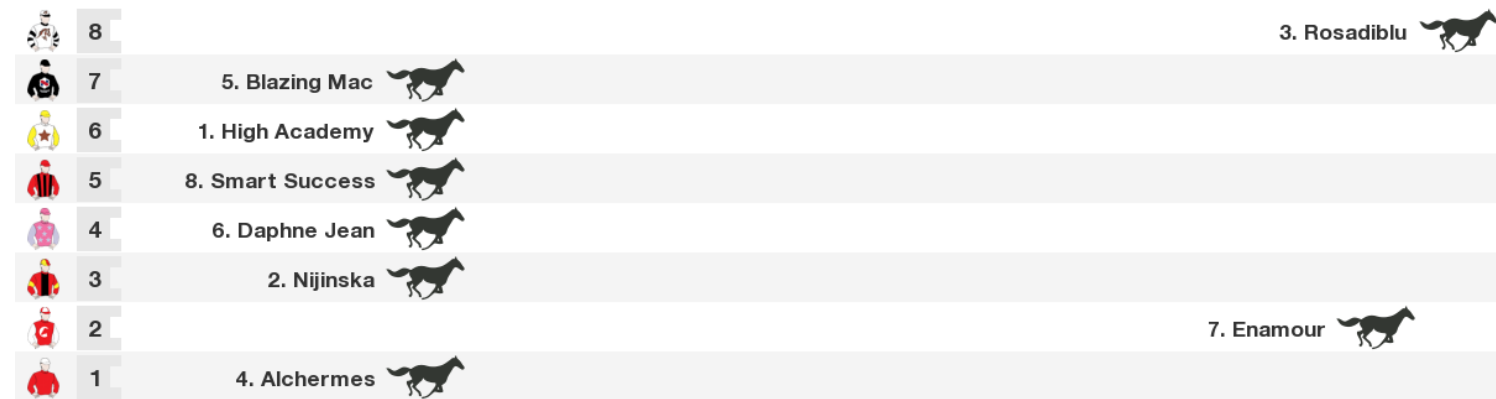 8 3. Rosadiblu
7 5. Blazing Mac
6 1. High Academy
5 8. Smart Success
4 6. Daphne Jean
3 2. Nijinska
2 7. Enamour
1 4. Alchermes